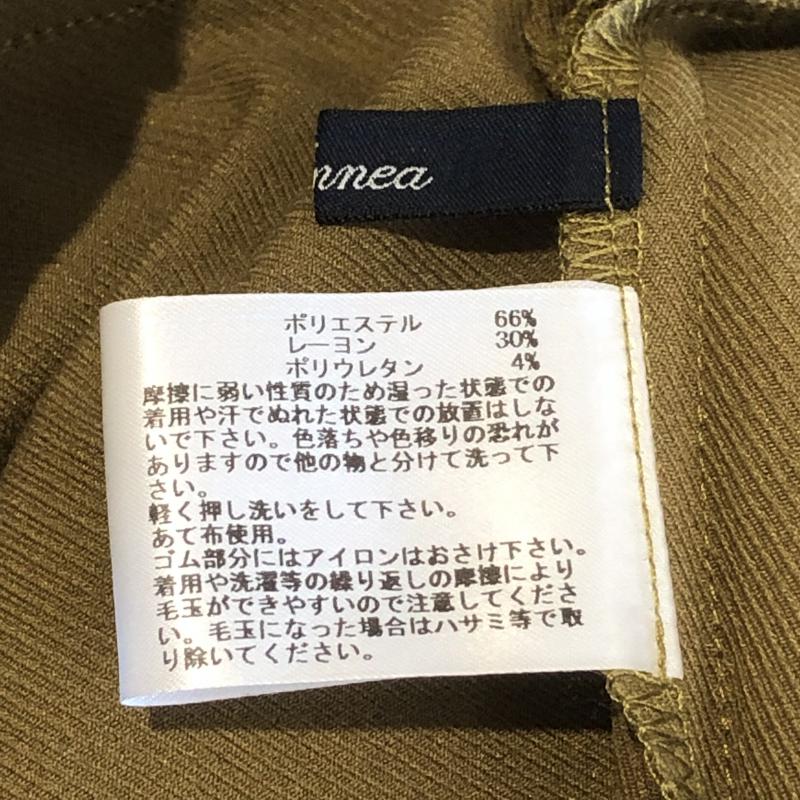 nnea
ポリエステル 66%
レーヨン 30%
ポリウレタン 4%
摩擦に弱い性質のため湿った状態での
着用や汗でぬれた状態での放置はしな
いで下さい。色落ちや色移りの恐れが
ありますので他の物と分けて洗って下
さい。
軽く押し洗いをして下さい。
あて布使用。
ゴム部分にはアイロンはおさけ下さい。
着用や洗濯等の繰り返しの摩擦により
毛玉ができやすいので注意してくださ
い。毛玉になった場合はハサミ等で取
り除いてください。